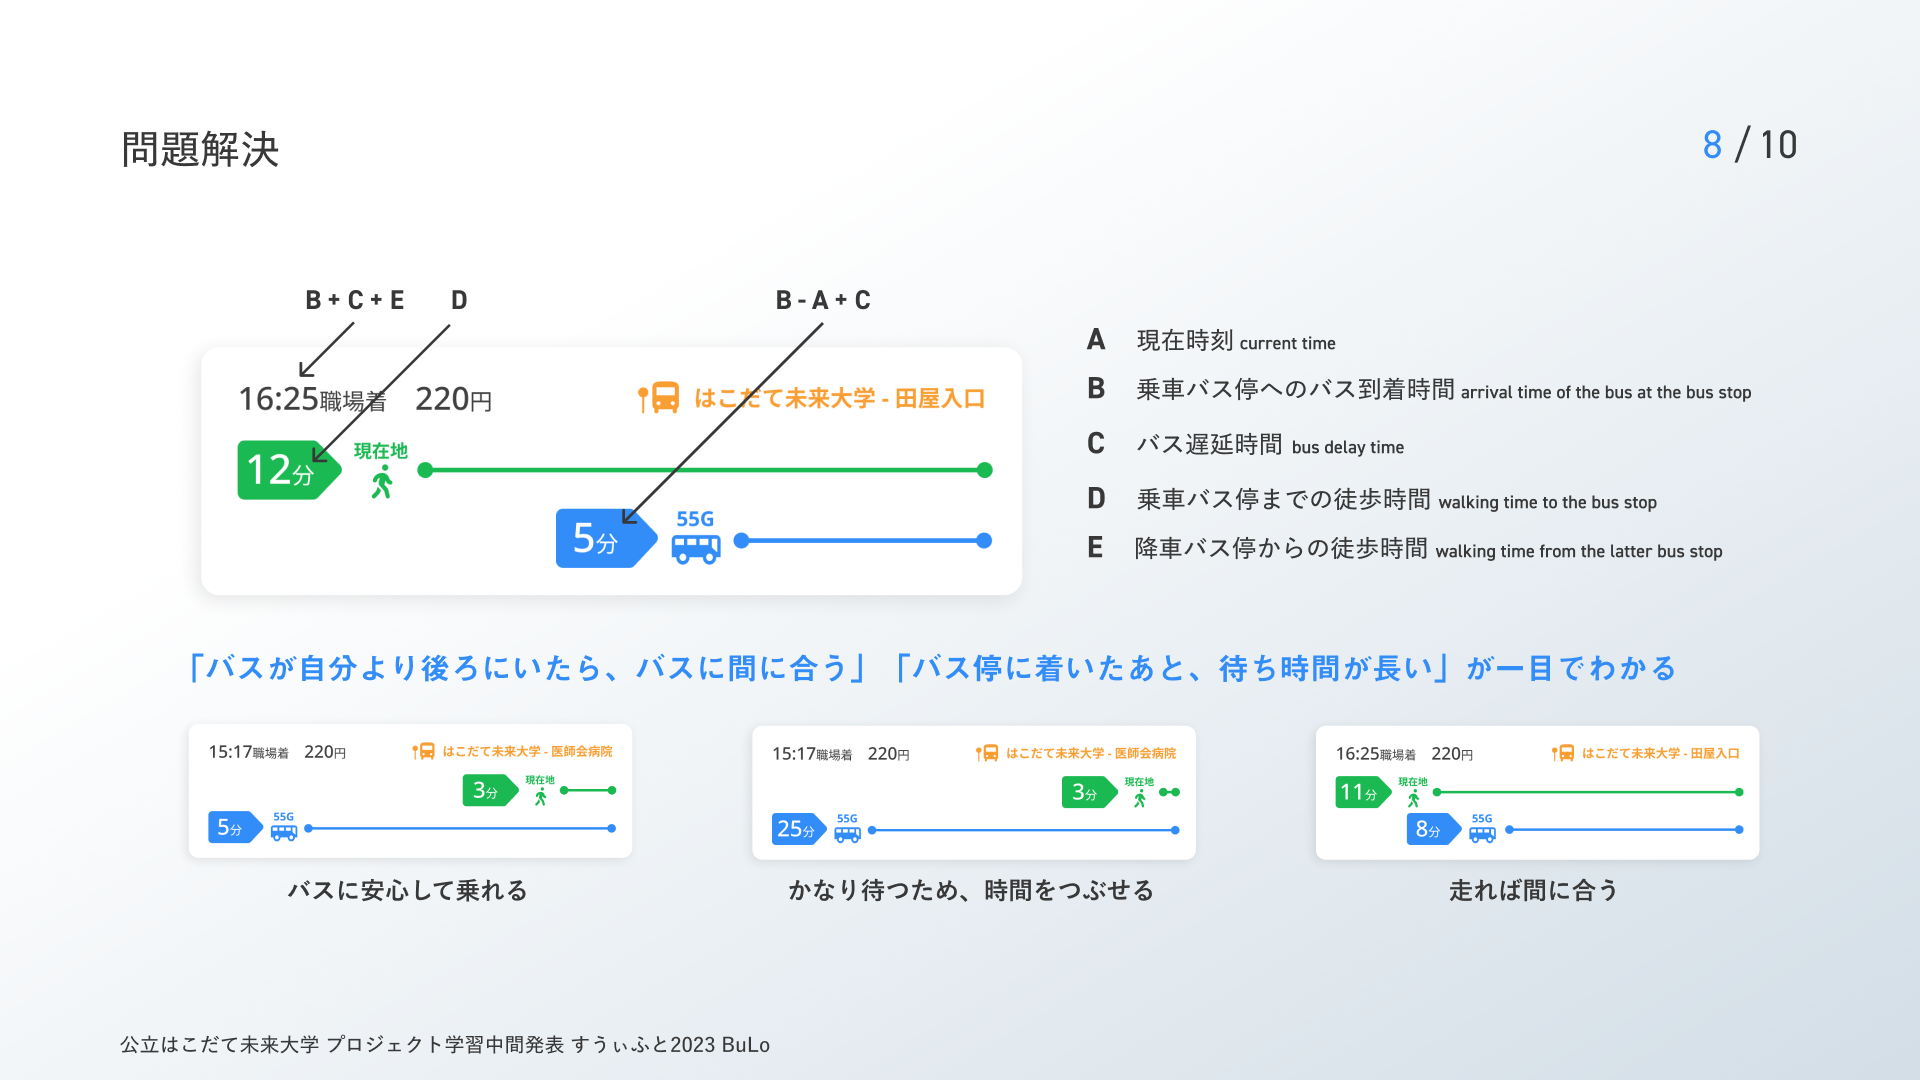 問題解決
8 / 10
B + C + E
D
B - A + C
16:25職場着 220円
はこだて未来大学 - 田屋入口
12分
現在地
5分
55G
A 現在時刻 current time
B 乗車バス停へのバス到着時間 arrival time of the bus at the bus stop
C バス遅延時間 bus delay time
D 乗車バス停までの徒歩時間 walking time to the bus stop
E 降車バス停からの徒歩時間 walking time from the latter bus stop
「バスが自分より後ろにいたら、バスに間に合う」「バス停に着いたあと、待ち時間が長い」が一目でわかる
15:17職場着 220円
はこだて未来大学 - 医師会病院
3分
現在地
5分
55G
バスに安心して乗れる
15:17職場着 220円
はこだて未来大学 - 医師会病院
3分
現在地
25分
55G
かなり待つため、時間をつぶせる
16:25職場着 220円
はこだて未来大学 - 田屋入口
11分
現在地
8分
55G
走れば間に合う
公立はこだて未来大学 プロジェクト学習中間発表 すうぃふと2023 BuLo